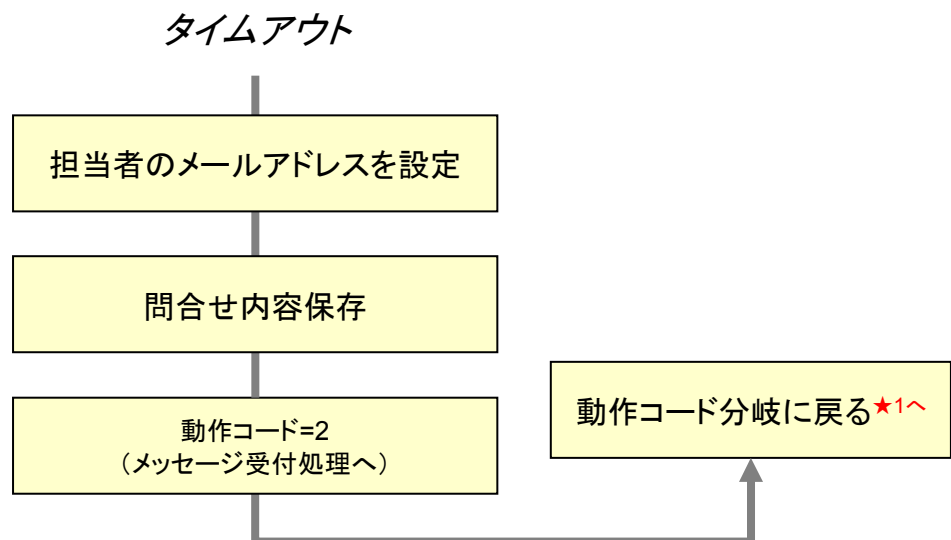 タイムアウト
担当者のメールアドレスを設定
問合せ内容保存
動作コード=2
（メッセージ受付処理へ）
動作コード分岐に戻る★1へ